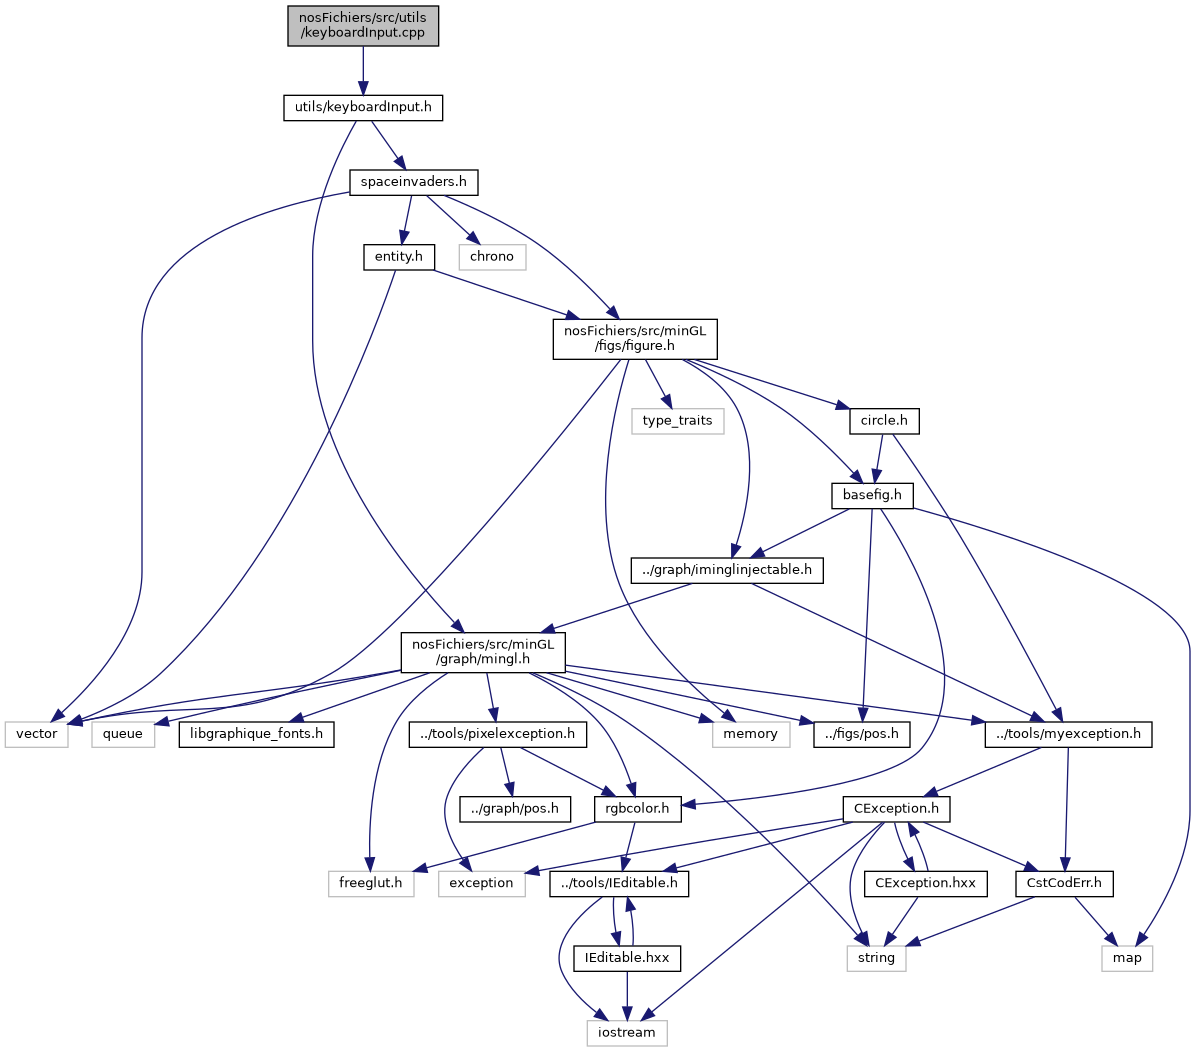 nosFichiers/src/utils
/keyboardInput.cpp
utils/keyboardInput.h
spaceinvaders.h
entity.h
chrono
nosFichiers/src/minGL
/figs/figure.h
type_traits
circle.h
basefig.h
../graph/iminglinjectable.h
nosFichiers/src/minGL
/graph/mingl.h
vector
queue
libgraphique_fonts.h
../tools/pixelexception.h
memory
../figs/pos.h
../tools/myexception.h
../graph/pos.h
rgbcolor.h
CException.h
freeglut.h
exception
../tools/IEditable.h
CException.hxx
CstCodErr.h
IEditable.hxx
string
map
iostream